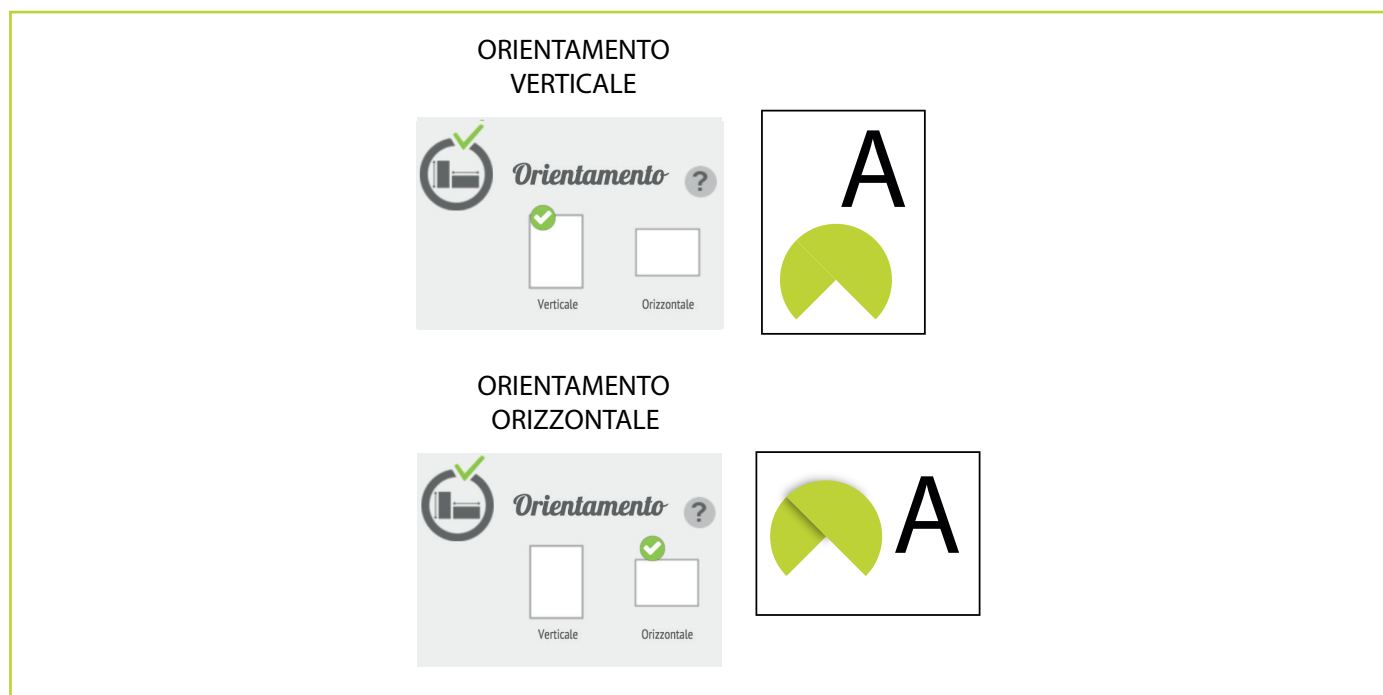 ORIENTAMENTO
VERTICALE
Orientamento ?
Verticale Orizzontale
A
ORIENTAMENTO
ORIZZONTALE
Orientamento ?
Verticale Orizzontale
A